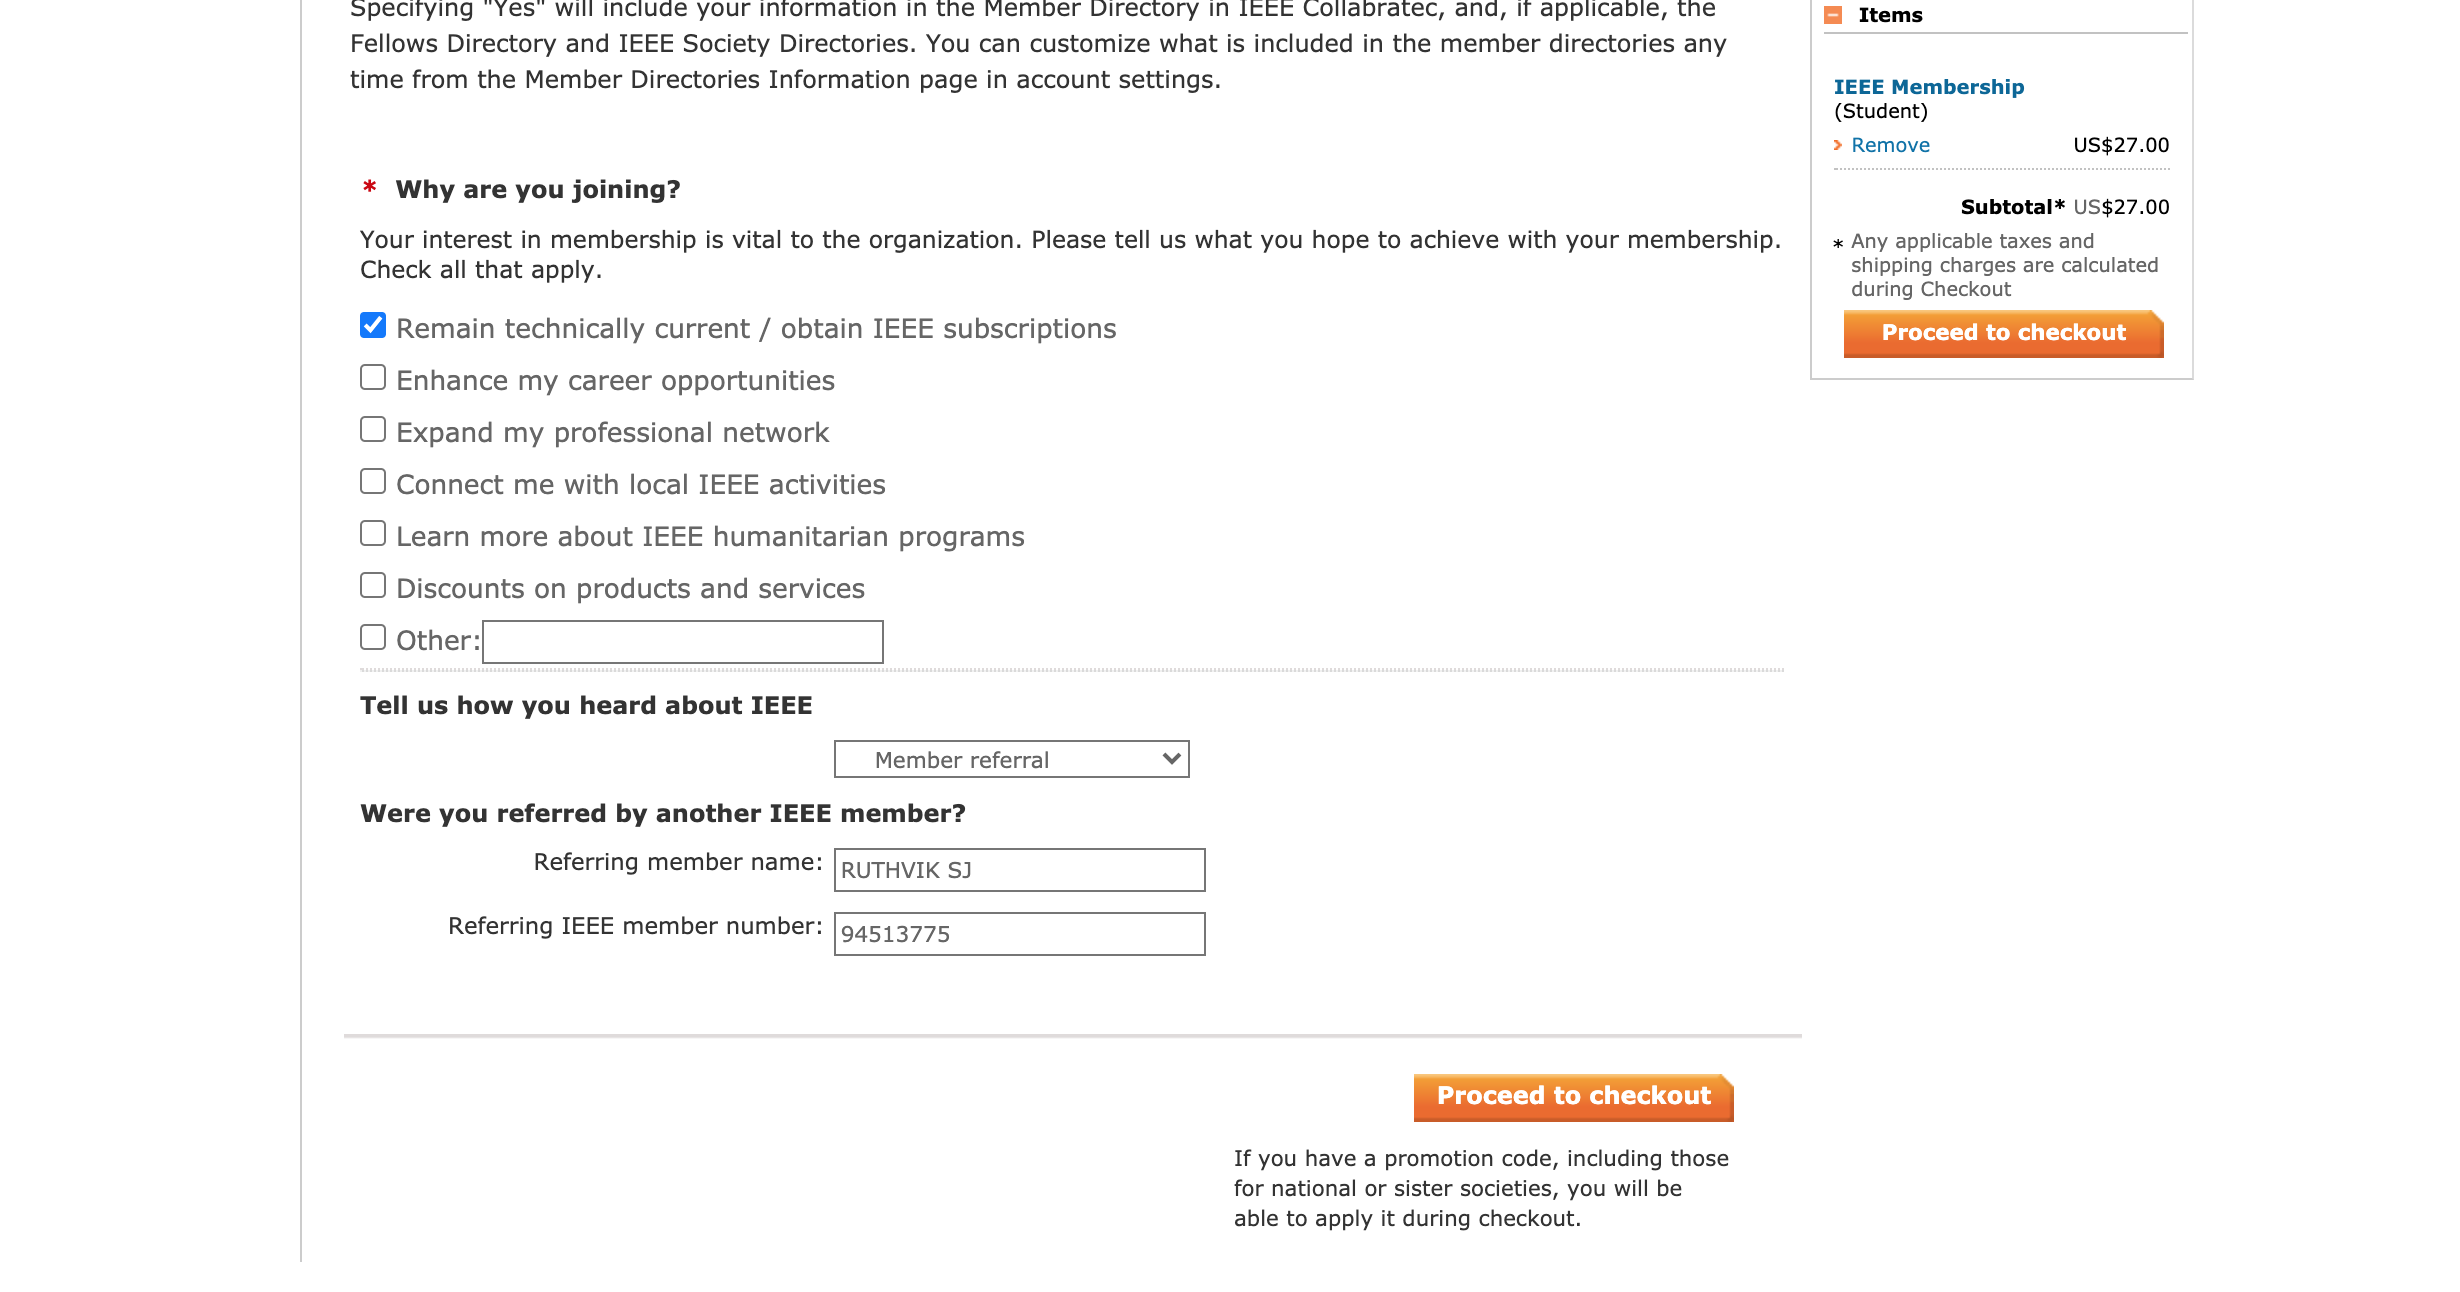 Specifying "Yes" will include your information in the Member Directory in IEEE Collabratec, and, if applicable, the
Fellows Directory and IEEE Society Directories. You can customize what is included in the member directories any
time from the Member Directories Information page in account settings.
* Why are you joining?
Your interest in membership is vital to the organization. Please tell us what you hope to achieve with your membership.
Check all that apply.
Remain technically current / obtain IEEE subscriptions
Enhance my career opportunities
Expand my professional network
Connect me with local IEEE activities
Learn more about IEEE humanitarian programs
Discounts on products and services
Other:
Tell us how you heard about IEEE
Member referral
Were you referred by another IEEE member?
Referring member name: RUTHVIK SJ
Referring IEEE member number: 94513775
Proceed to checkout
If you have a promotion code, including those
for national or sister societies, you will be
able to apply it during checkout.
Items
IEEE Membership
(Student)
Remove US$27.00
Subtotal* US$27.00
* Any applicable taxes and
shipping charges are calculated
during Checkout
Proceed to checkout